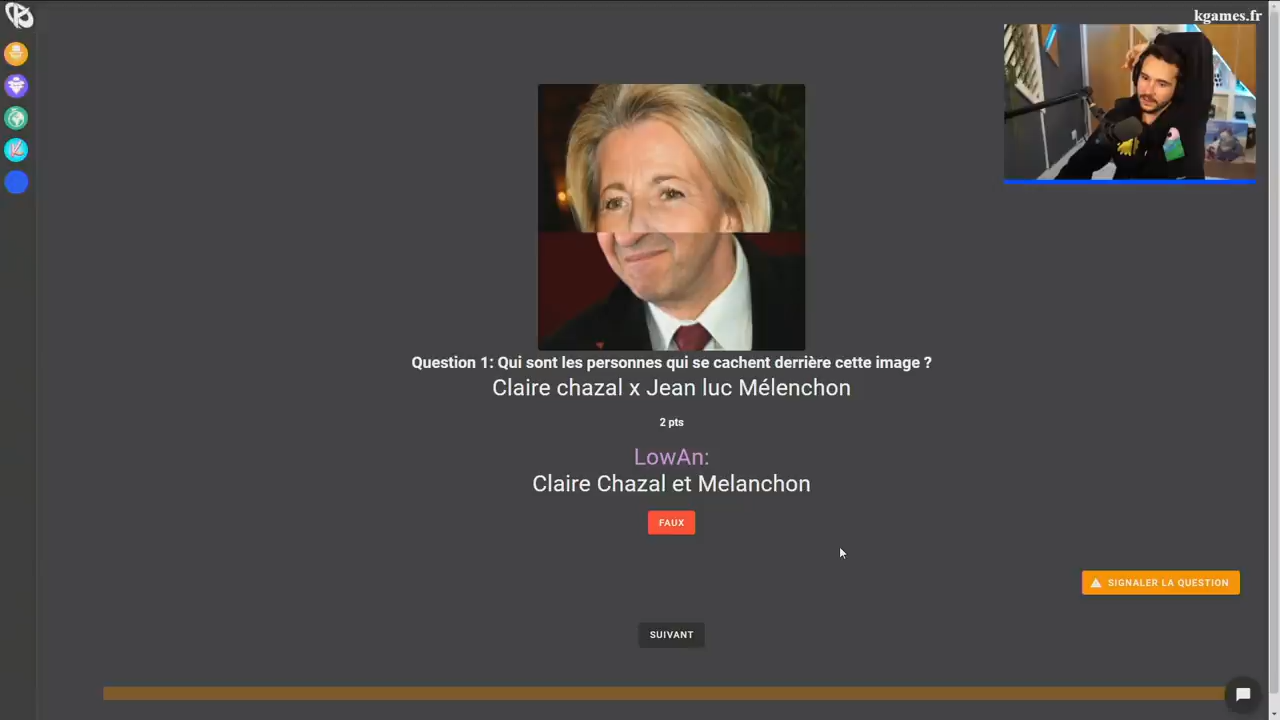 kgames.fr
Question 1: Qui sont les personnes qui se cachent derrière cette image ?
Claire chazal x Jean luc Mélenchon
2 pts
LowAn:
Claire Chazal et Melanchon
FAUX
SIGNALER LA QUESTION
SUIVANT